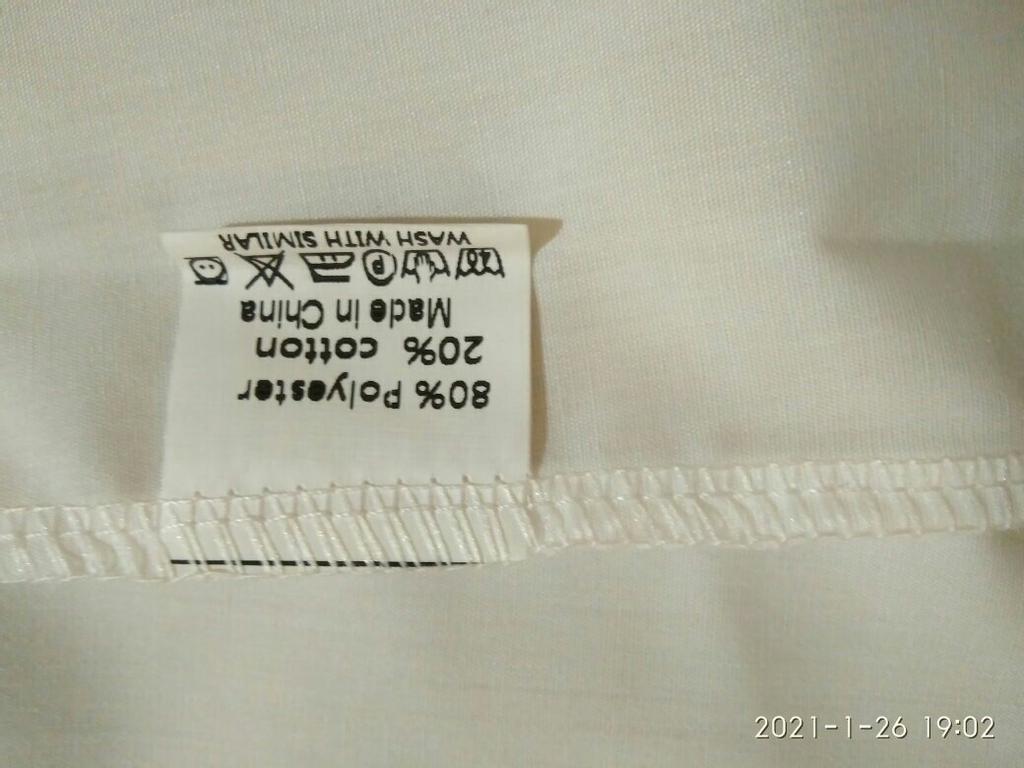 80% Polyester
20% cotton
Made in China
WASH WITH SIMILAR
2021-1-26 19:02